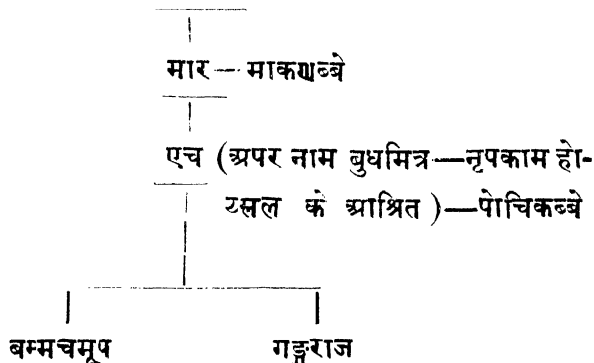 मार — माकणब्बे
एच (अपर नाम बुधमित्र—नृपकाम हो-
य्सल के आश्रित)—पोचिकब्बे
बम्मचमूप गङ्गराज